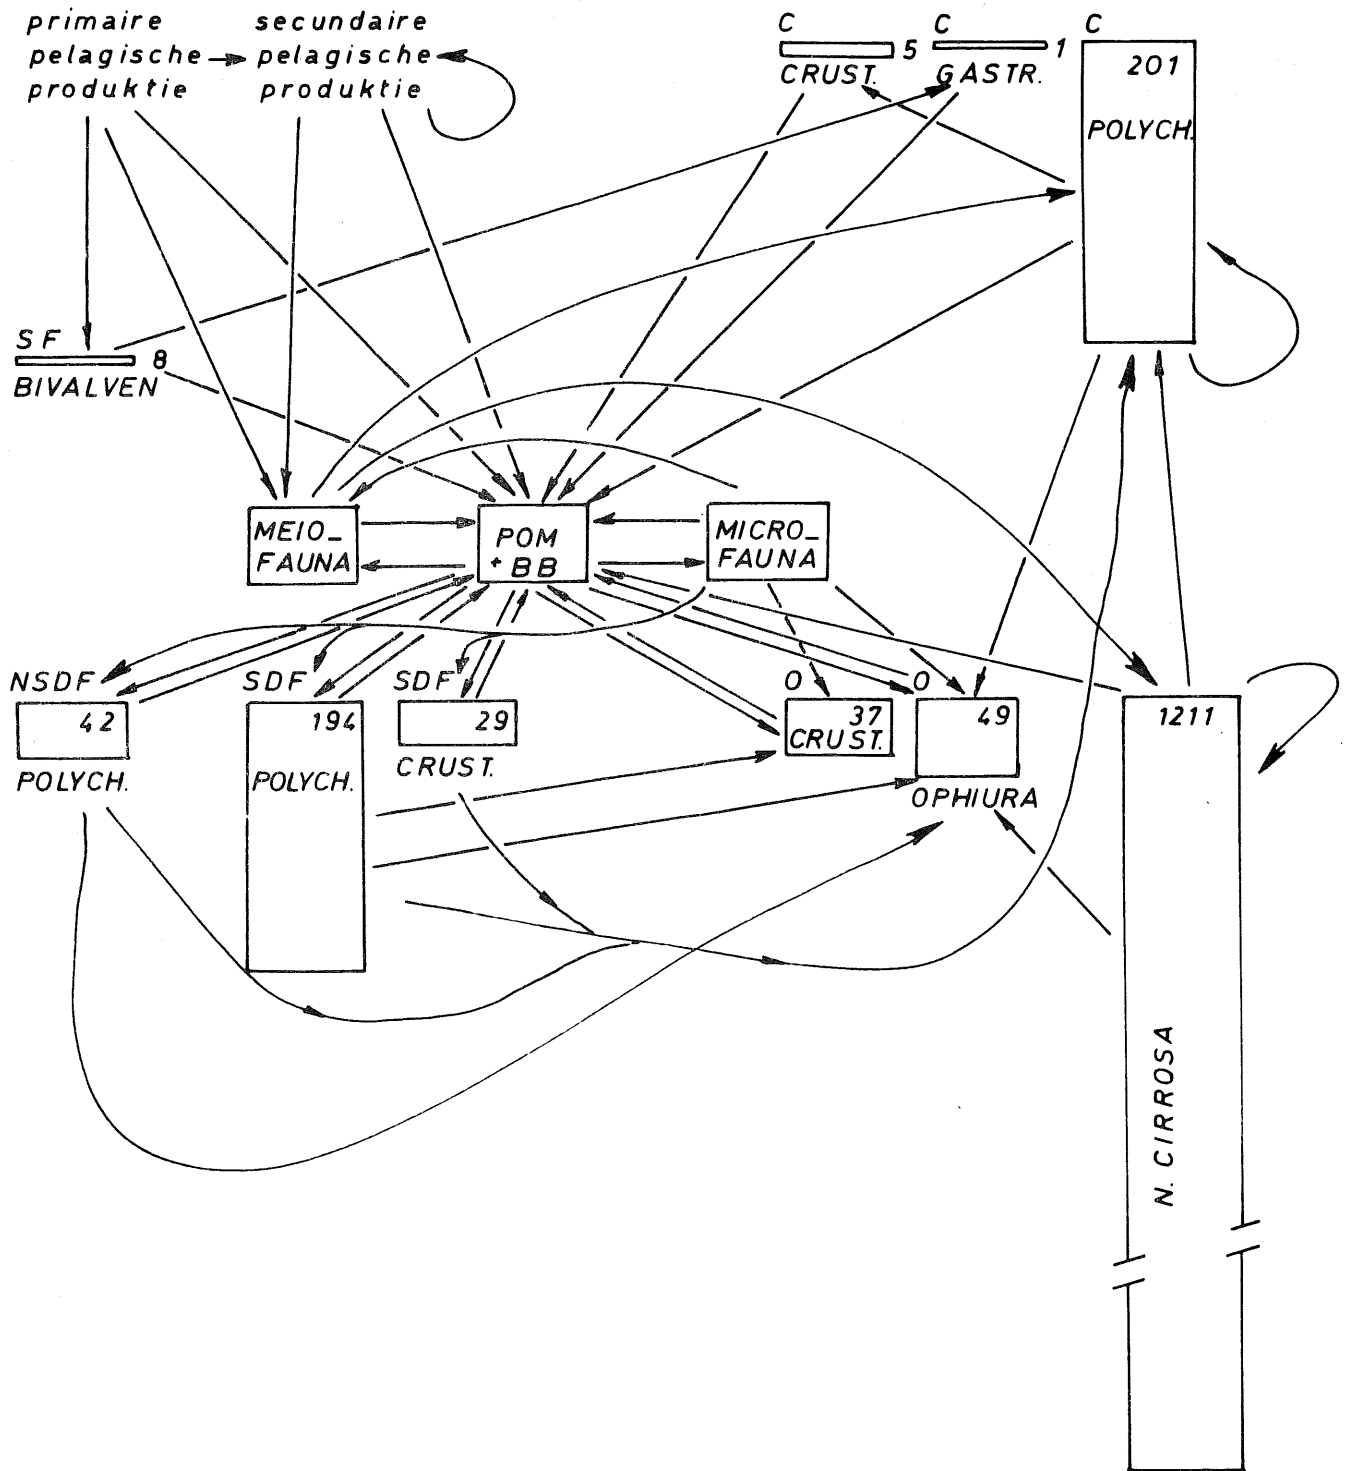 primaire
pelagische
produktie
secundaire
pelagische
produktie
C
5
CRUST.
C
1
GASTR.
C
201
POLYCH.
SF
8
BIVALVEN
MEIO_
FAUNA
POM
+ BB
MICRO_
FAUNA
NSDF
42
POLYCH.
SDF
194
POLYCH.
SDF
29
CRUST.
O
37
CRUST.
O
49
OPHIURA
1211
N. CIRROSA